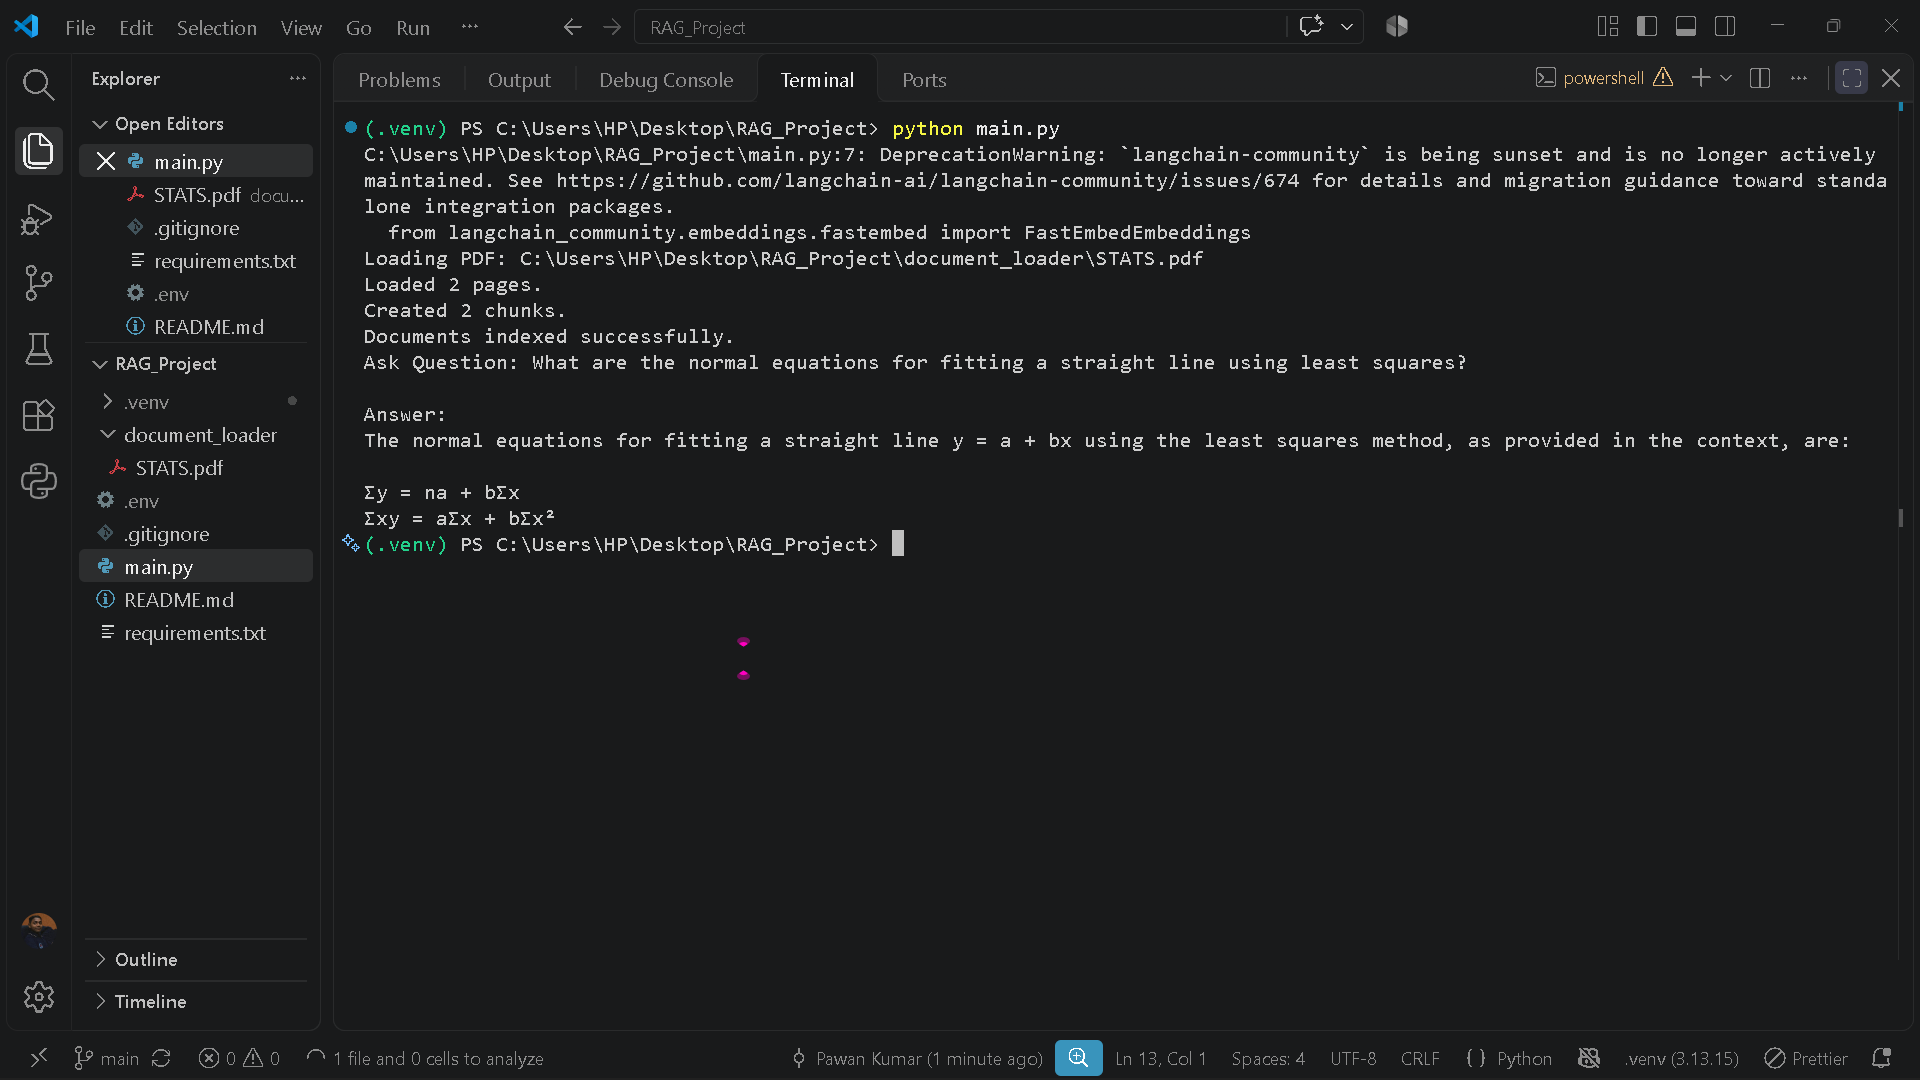 File Edit Selection View Go Run ... RAG_Project
Explorer ...
Open Editors
main.py
STATS.pdf docu...
.gitignore
requirements.txt
.env
README.md
RAG_Project
.venv
document_loader
STATS.pdf
.env
.gitignore
main.py
README.md
requirements.txt
Outline
Timeline
Problems Output Debug Console Terminal Ports powershell
(.venv) PS C:\Users\HP\Desktop\RAG_Project> python main.py
C:\Users\HP\Desktop\RAG_Project\main.py:7: DeprecationWarning: `langchain-community` is being sunset and is no longer actively
maintained. See https://github.com/langchain-ai/langchain-community/issues/674 for details and migration guidance toward standa
lone integration packages.
from langchain_community.embeddings.fastembed import FastEmbedEmbeddings
Loading PDF: C:\Users\HP\Desktop\RAG_Project\document_loader\STATS.pdf
Loaded 2 pages.
Created 2 chunks.
Documents indexed successfully.
Ask Question: What are the normal equations for fitting a straight line using least squares?
Answer:
The normal equations for fitting a straight line y = a + bx using the least squares method, as provided in the context, are:
Σy = na + bΣx
Σxy = aΣx + bΣx²
(.venv) PS C:\Users\HP\Desktop\RAG_Project>
main 0 0 1 file and 0 cells to analyze Pawan Kumar (1 minute ago) Ln 13, Col 1 Spaces: 4 UTF-8 CRLF {} Python .venv (3.13.15) Prettier